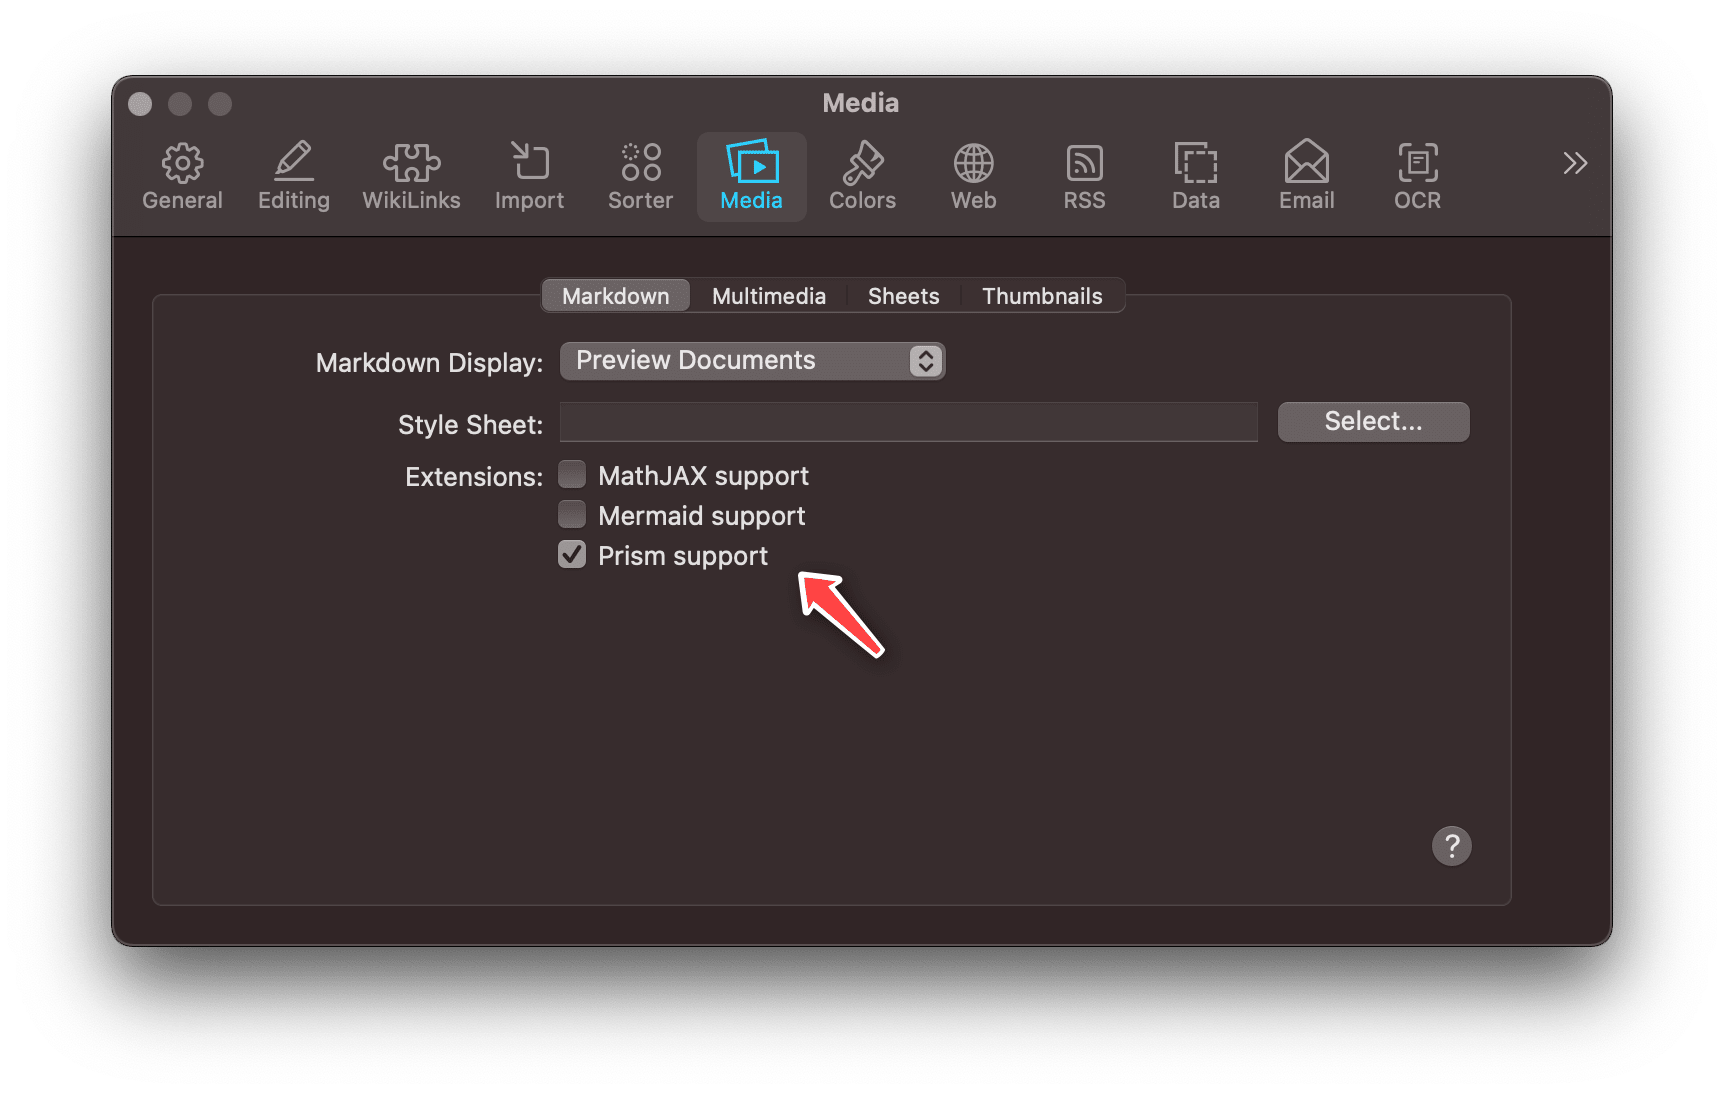 Media
General Editing WikiLinks Import Sorter Media Colors Web RSS Data Email OCR
Markdown Multimedia Sheets Thumbnails
Markdown Display: Preview Documents
Style Sheet: Select...
Extensions: MathJAX support
Mermaid support
Prism support
?